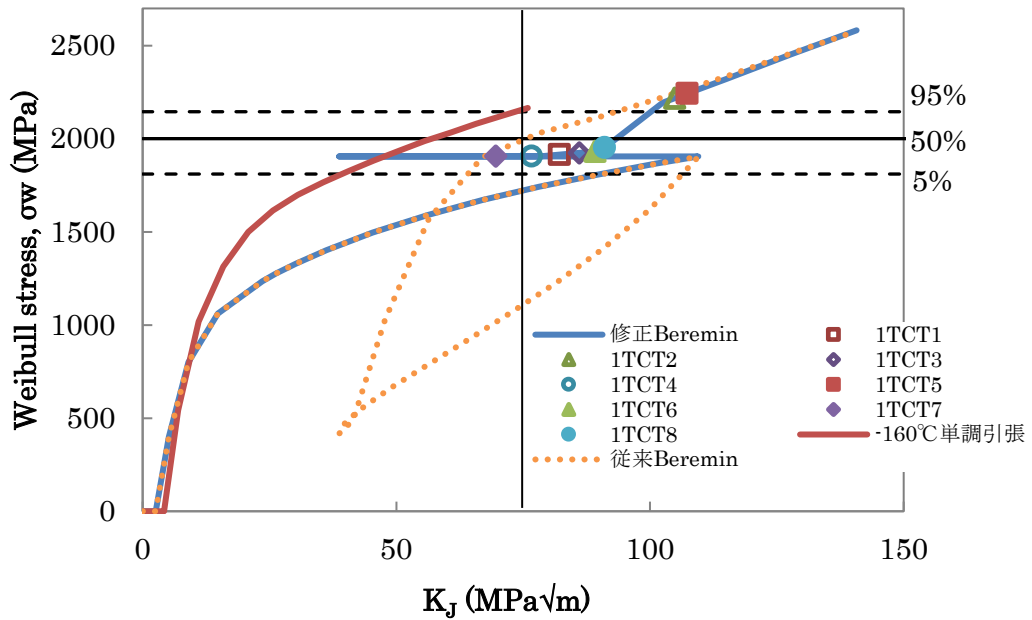 Weibull stress, σw (MPa)
2500
2000
1500
1000
500
0
0
50
100
150
K_J (MPa√m)
95%
50%
5%
修正Beremin
1TCT1
1TCT2
1TCT3
1TCT4
1TCT5
1TCT6
1TCT7
1TCT8
-160℃単調引張
従来Beremin